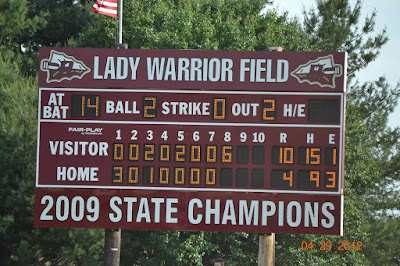 LADY WARRIOR FIELD
AT BAT 14 BALL 2 STRIKE 0 OUT 2 H/E
FAIR-PLAY
1 2 3 4 5 6 7 8 9 10 R H E
VISITOR 0 0 2 0 2 0 0 6 10 15 1
HOME 3 0 1 0 0 0 0 4 9 3
2009 STATE CHAMPIONS
04.29.2012